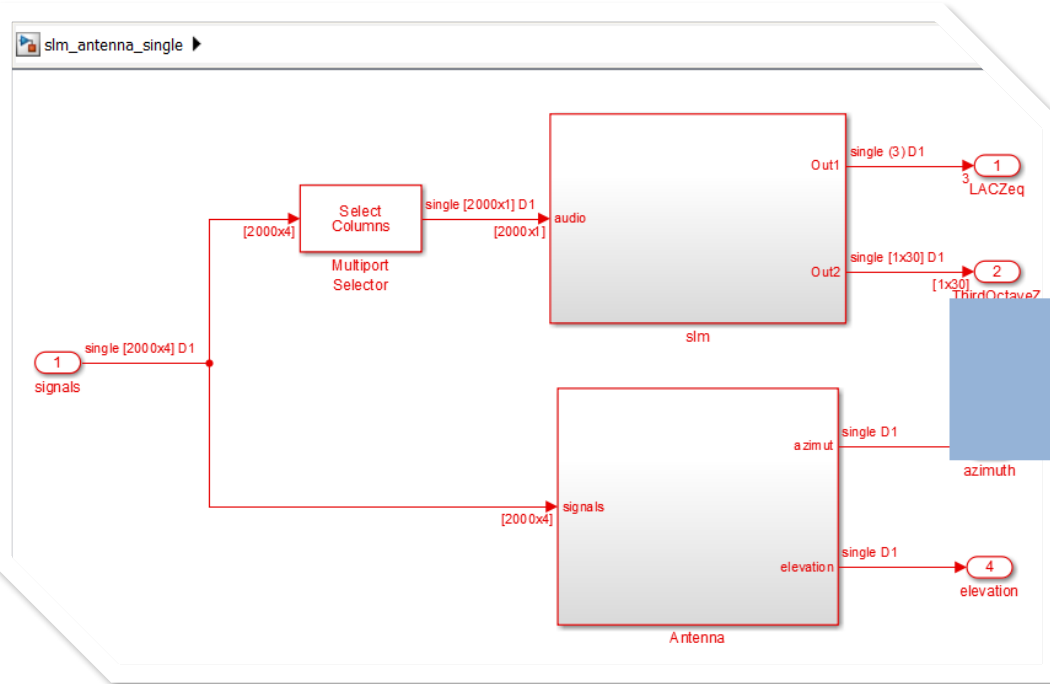 slm_antenna_single
single (3) D1
Out1
1
3
LACZeq
Select
Columns
single [2000x1] D1
[2000x4]
[2000x1]
audio
Multiport
Selector
single [1x30] D1
Out2
2
[1x30]
ThirdOctaveZ
slm
single [2000x4] D1
1
signals
single D1
azimut
azimuth
signals
[2000x4]
single D1
elevation
4
elevation
Antenna